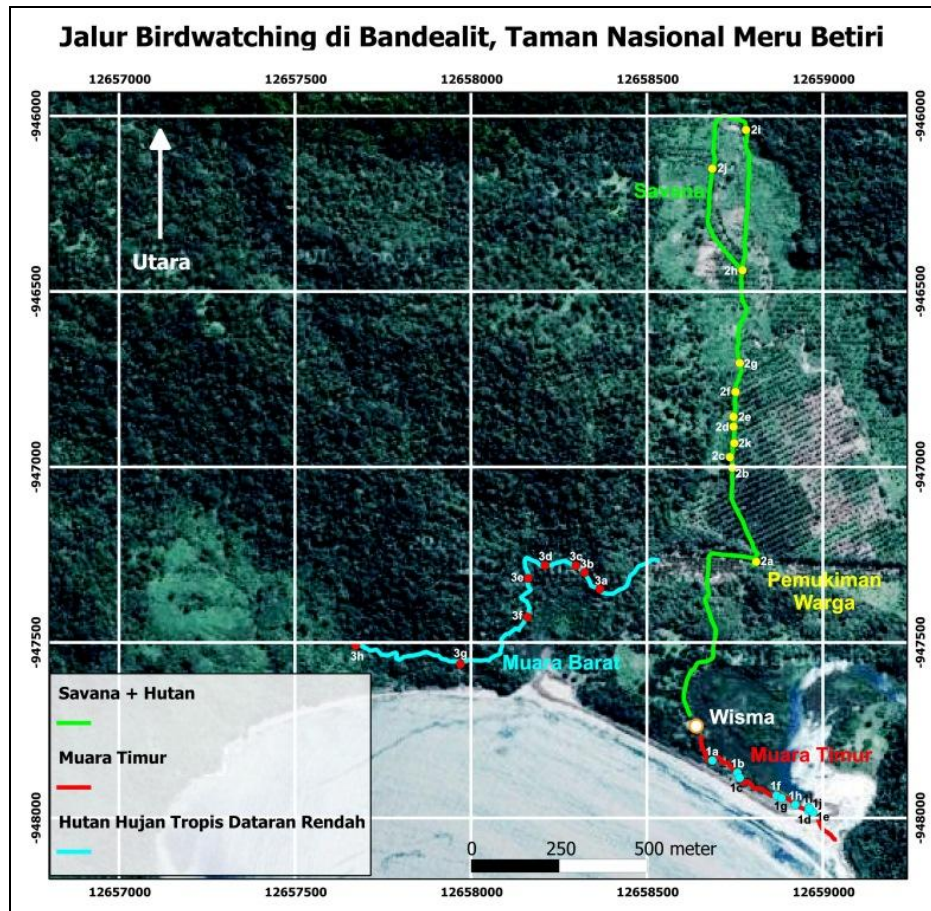 Jalur Birdwatching di Bandealit, Taman Nasional Meru Betiri
12657000 12657500 12658000 12658500 12659000
-946000 -946000
2i
2j
Savana
Utara
2h
-946500 -946500
2g
2f
2e
2d
2k
2c
-947000 -947000
2b
3d 3c
3b
2a
3e
3a
Pemukiman
Warga
3f
-947500 -947500
3h
3g
Muara Barat
Savana + Hutan
Wisma
Muara Timur
1a
1b
Muara Timur
1c
1f
1h
1g
1j
1d
1e
-948000 -948000
Hutan Hujan Tropis Dataran Rendah
0 250 500 meter
12657000 12657500 12658000 12658500 12659000